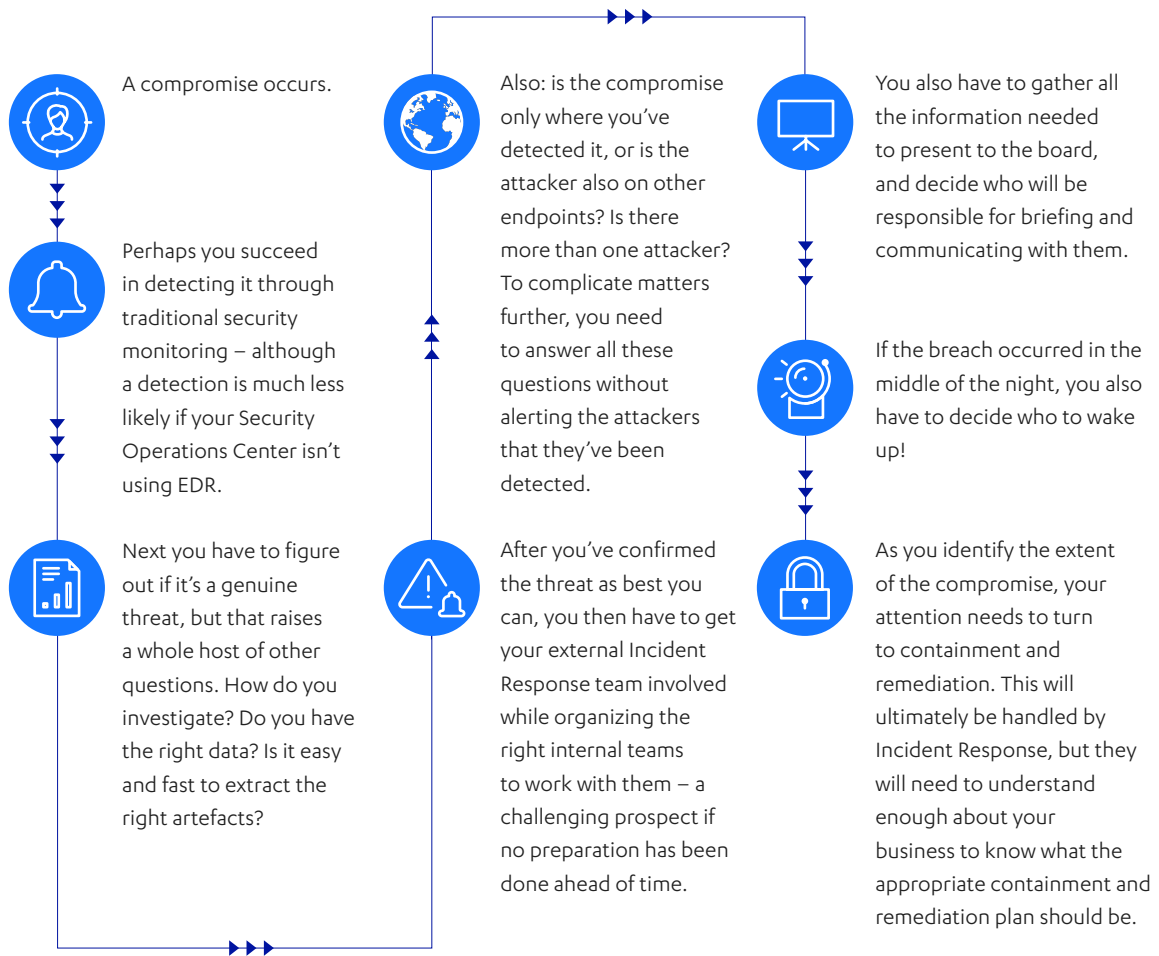 A compromise occurs.
Perhaps you succeed
in detecting it through
traditional security
monitoring – although
a detection is much less
likely if your Security
Operations Center isn't
using EDR.
Next you have to figure
out if it's a genuine
threat, but that raises
a whole host of other
questions. How do you
investigate? Do you have
the right data? Is it easy
and fast to extract the
right artefacts?
After you've confirmed
the threat as best you
can, you then have to get
your external Incident
Response team involved
while organizing the
right internal teams
to work with them – a
challenging prospect if
no preparation has been
done ahead of time.
Also: is the compromise
only where you've
detected it, or is the
attacker also on other
endpoints? Is there
more than one attacker?
To complicate matters
further, you need
to answer all these
questions without
alerting the attackers
that they've been
detected.
You also have to gather all
the information needed
to present to the board,
and decide who will be
responsible for briefing and
communicating with them.
If the breach occurred in the
middle of the night, you also
have to decide who to wake
up!
As you identify the extent
of the compromise, your
attention needs to turn
to containment and
remediation. This will
ultimately be handled by
Incident Response, but they
will need to understand
enough about your
business to know what the
appropriate containment and
remediation plan should be.